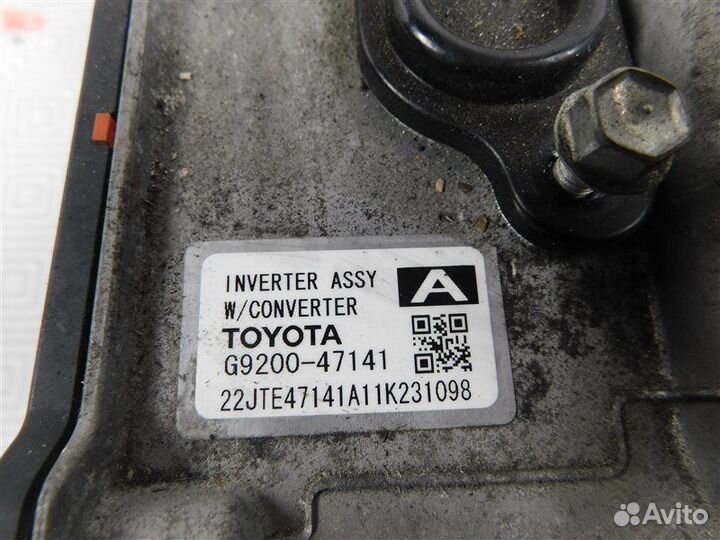 INVERTER ASSY
A
W/CONVERTER
TOYOTA
G9200-47141
22JTE47141A11K231098
Avito